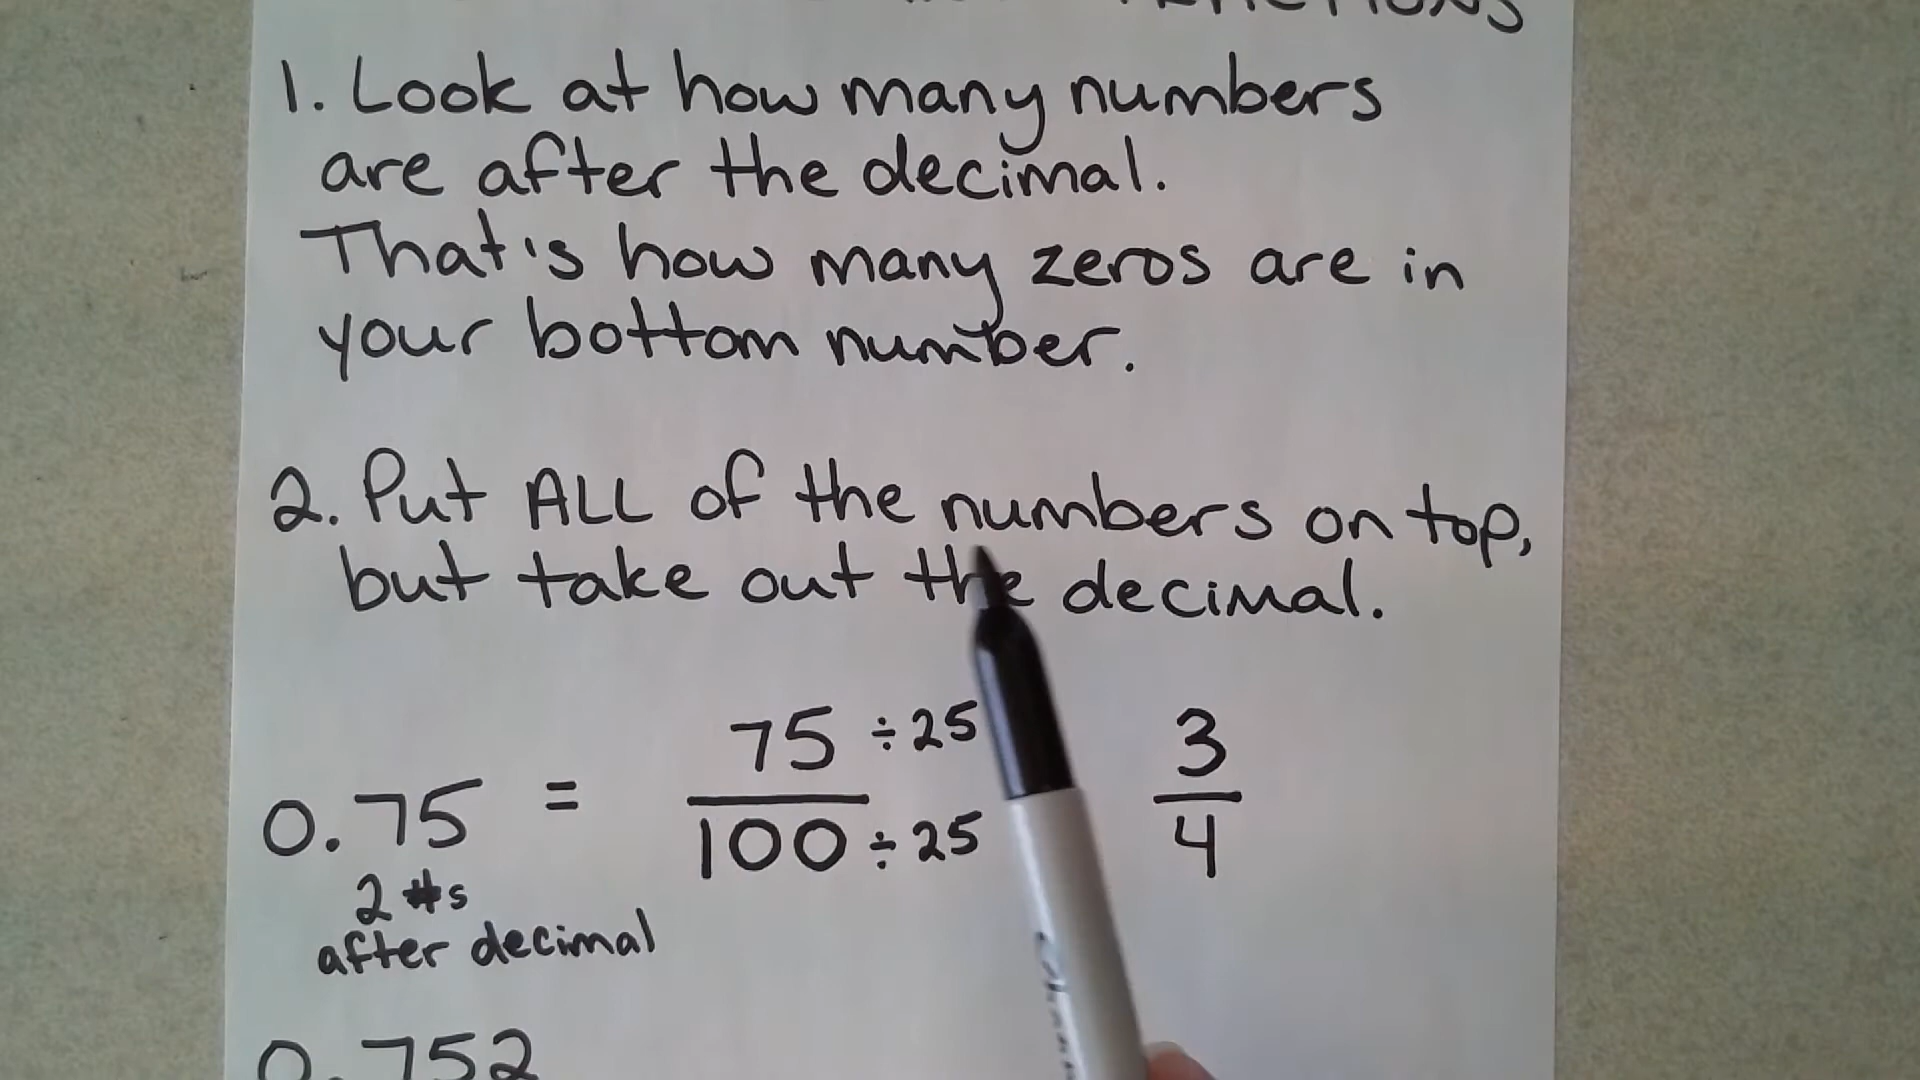 FRACTIONS
1. Look at how many numbers
are after the decimal.
That's how many zeros are in
your bottom number.
2. Put ALL of the numbers on top,
but take out the decimal.
75 ÷25 3
0.75 = — —
100 ÷25 4
2 #s
after decimal
0.752